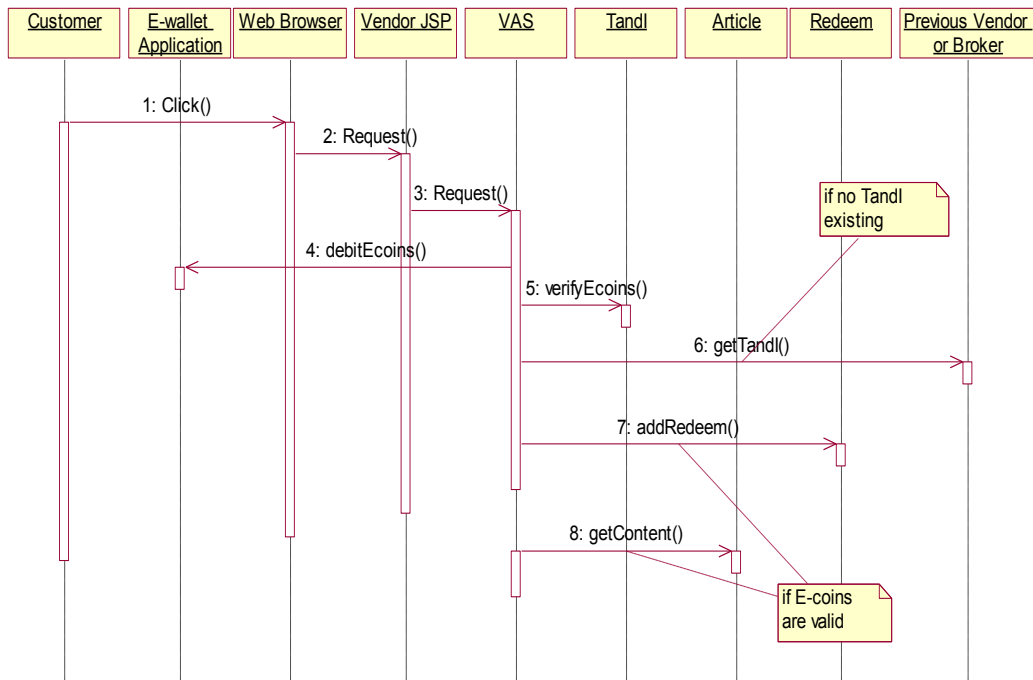 Customer
E-wallet
Application
Web Browser
Vendor JSP
VAS
TandI
Article
Redeem
Previous Vendor
or Broker
1: Click()
2: Request()
3: Request()
if no TandI
existing
4: debitEcoins()
5: verifyEcoins()
6: getTandI()
7: addRedeem()
8: getContent()
if E-coins
are valid